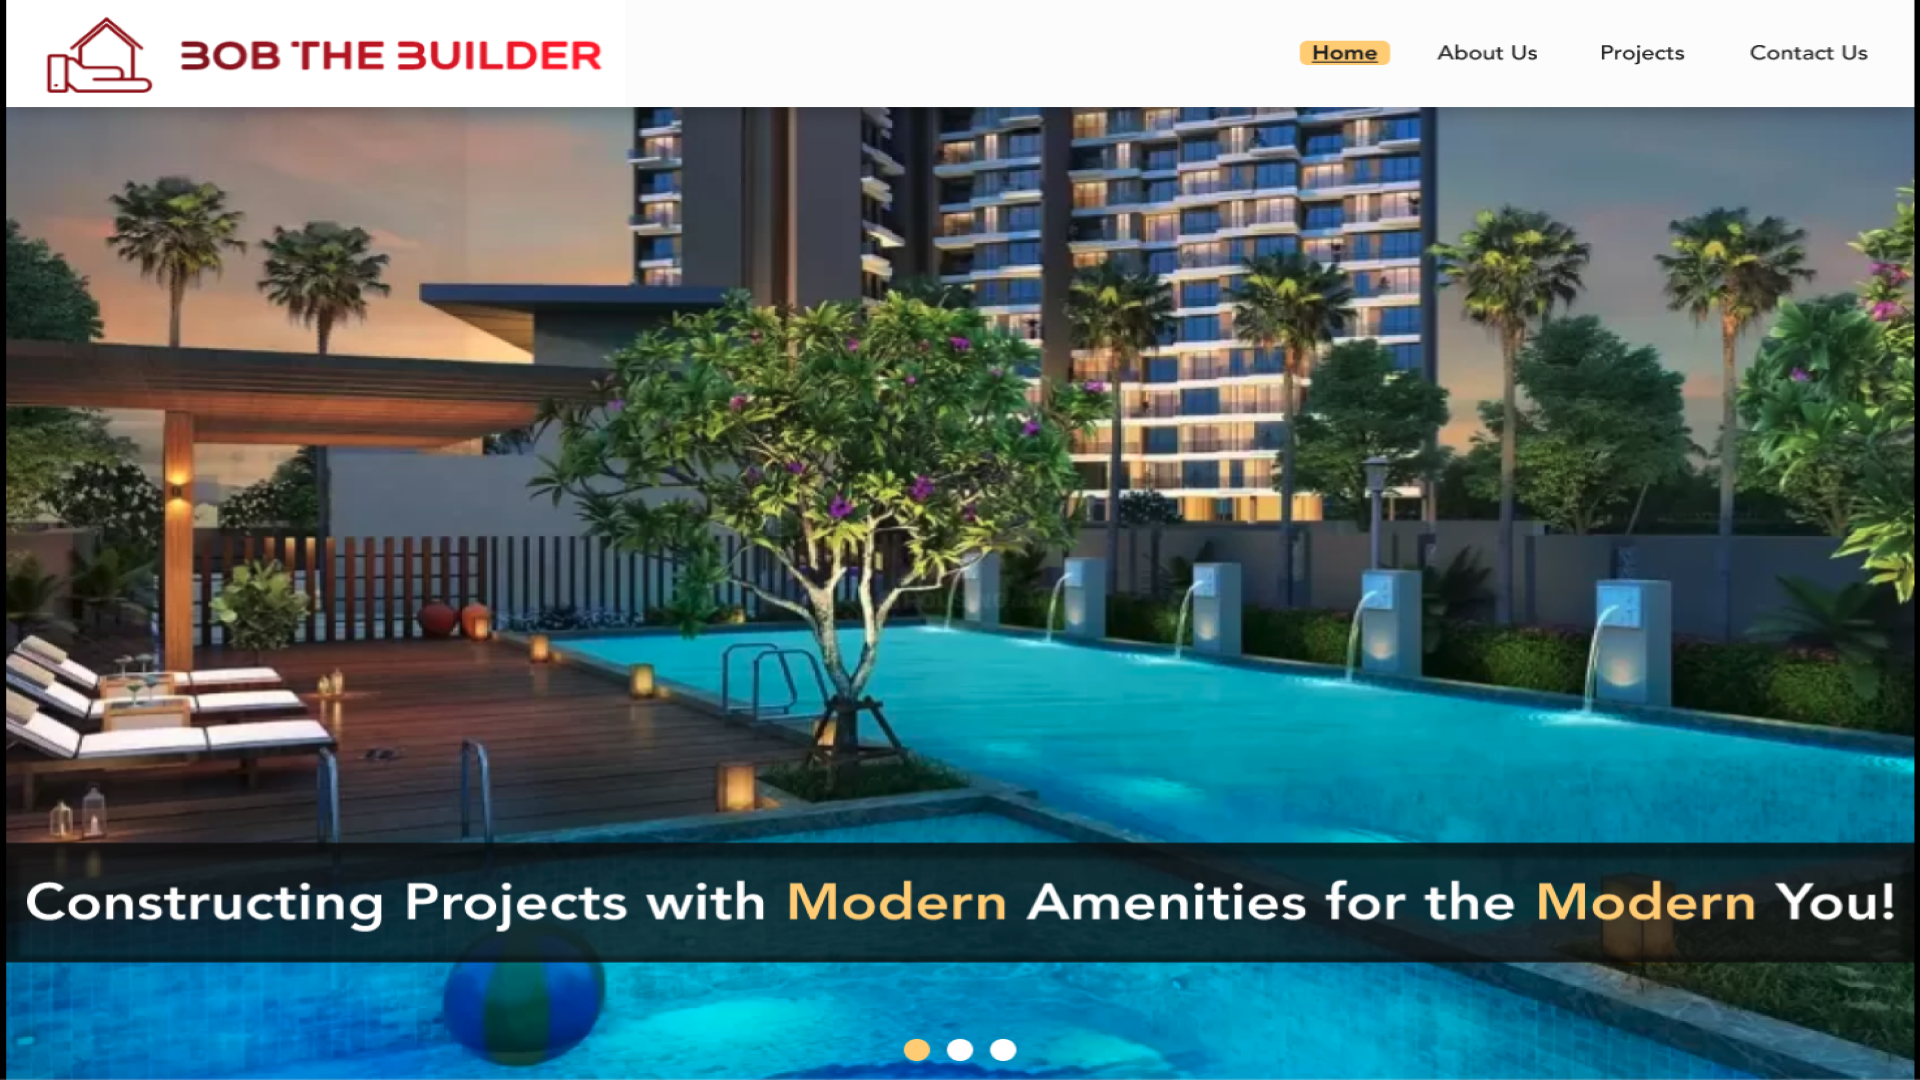 BOB THE BUILDER
Home
About Us
Projects
Contact Us
Constructing Projects with Modern Amenities for the Modern You!